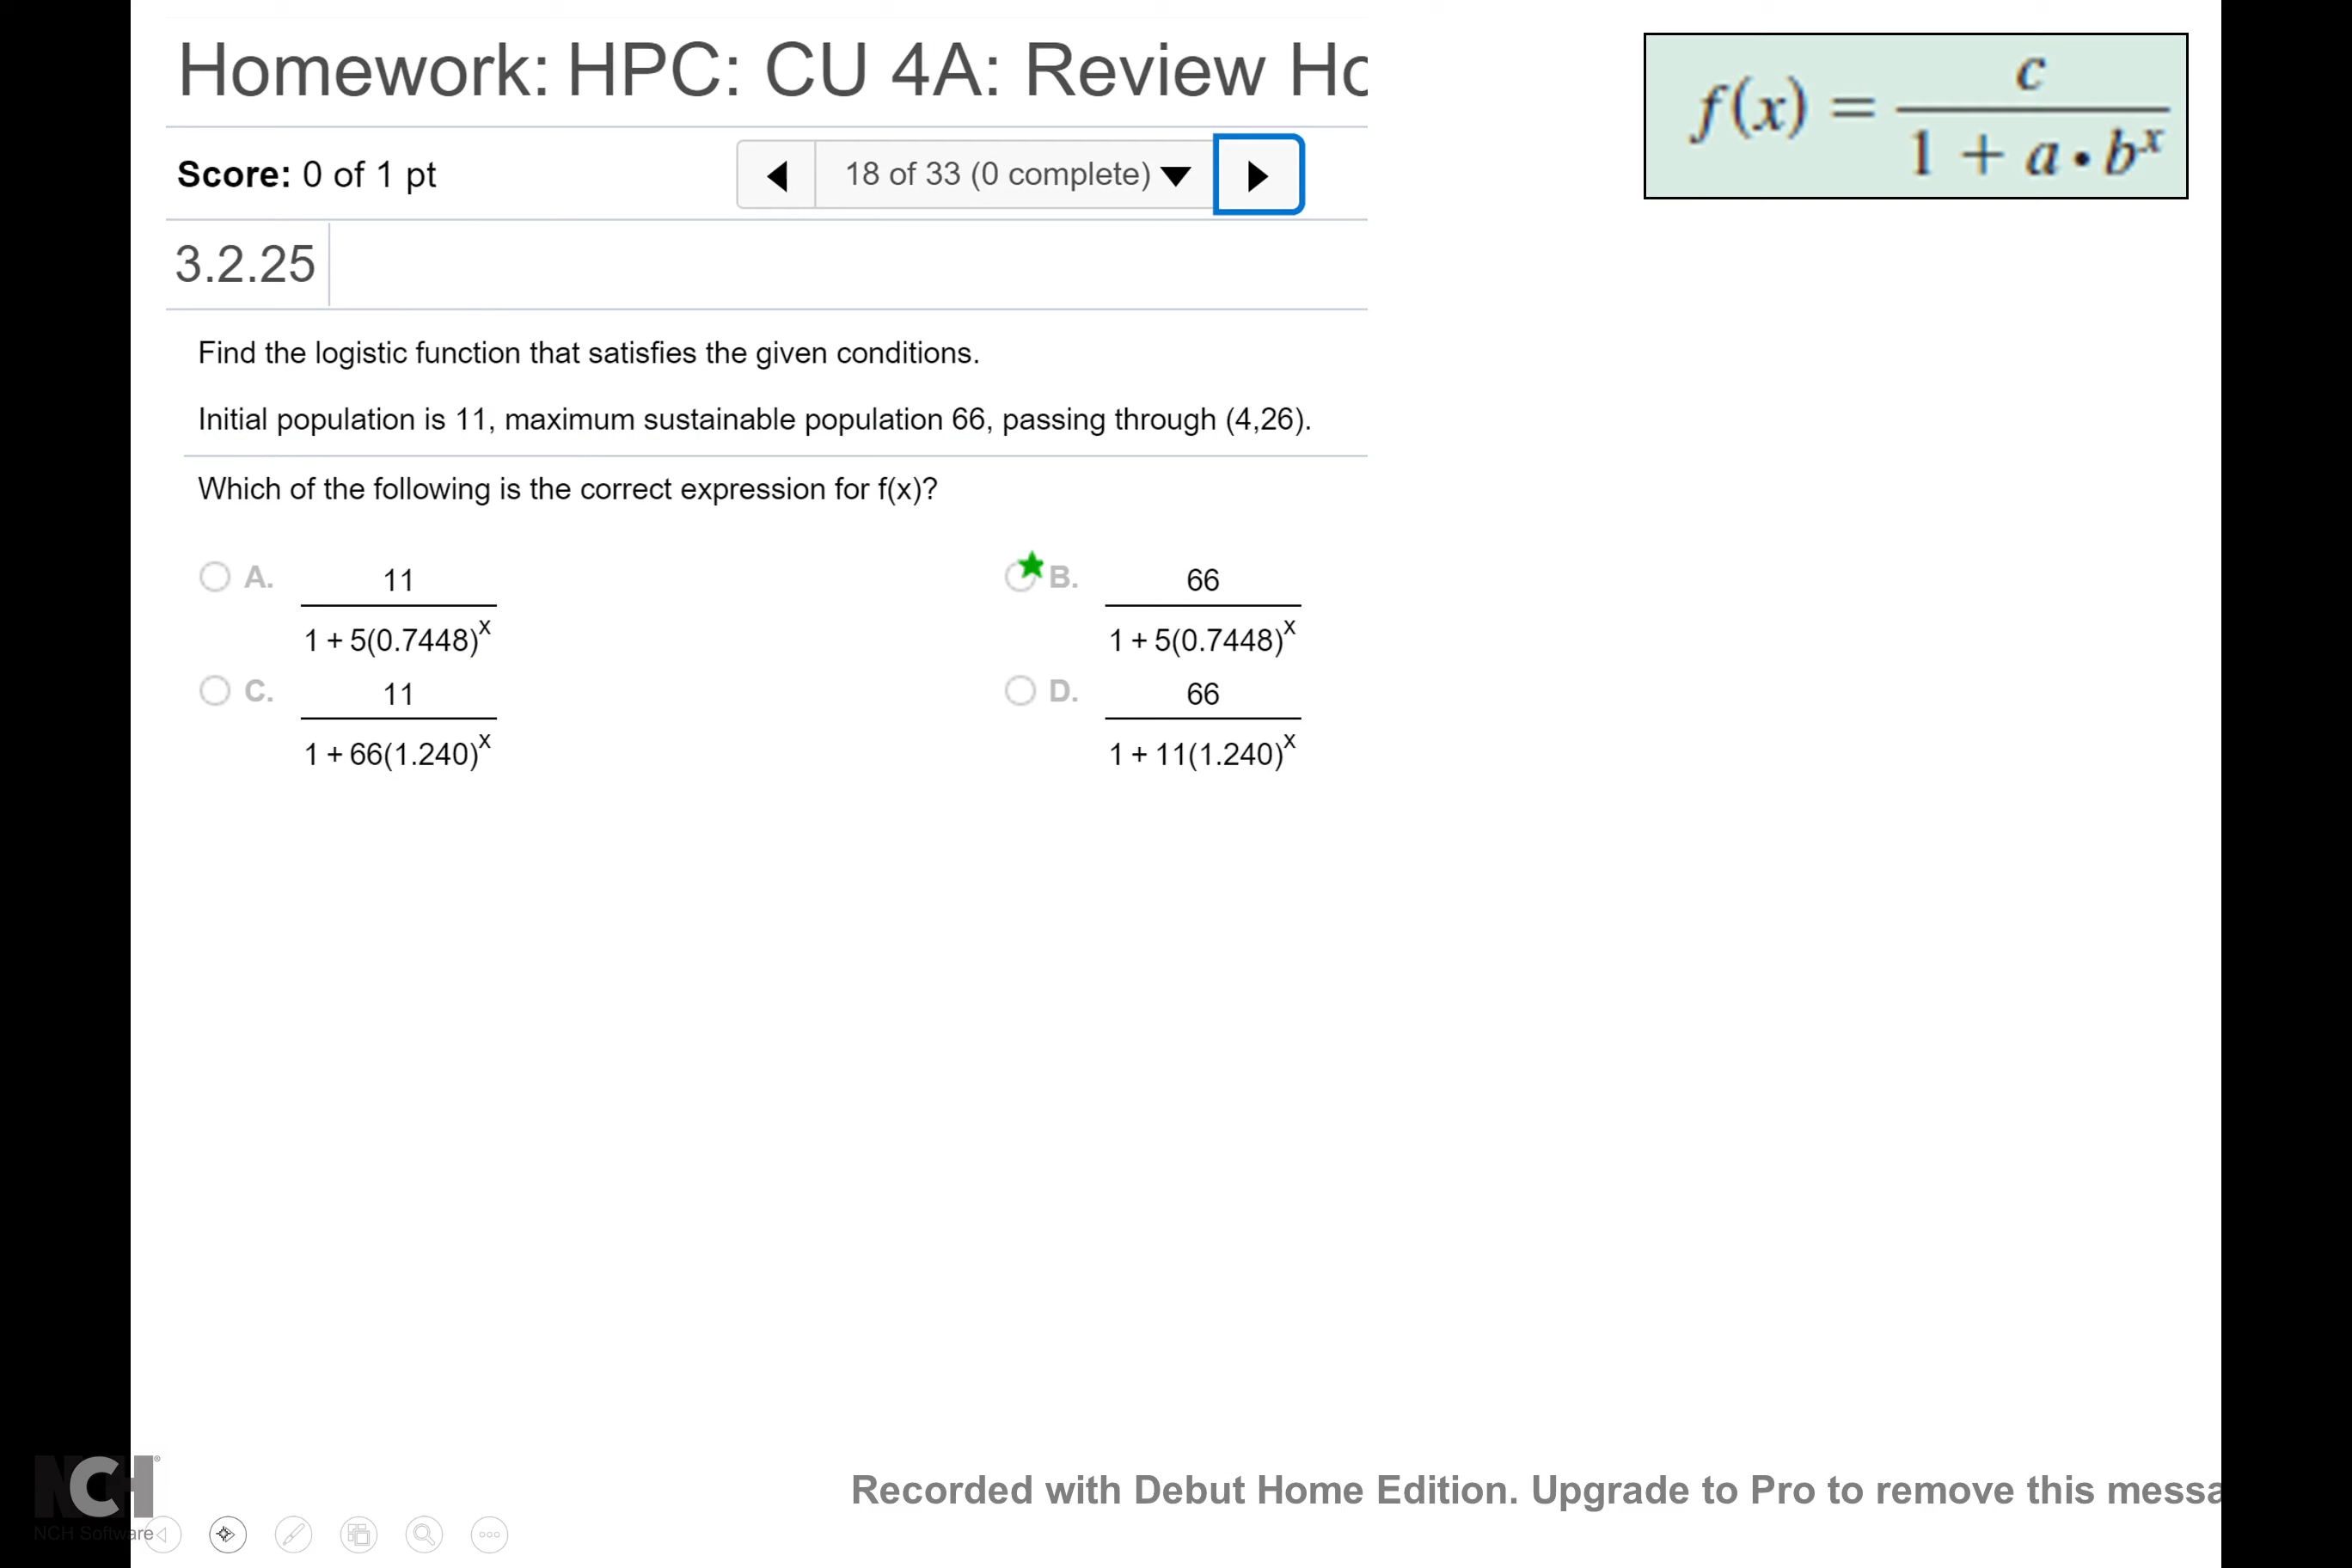 Homework: HPC: CU 4A: Review Ho
f(x) = c / (1 + a • b^x)
Score: 0 of 1 pt
18 of 33 (0 complete)
3.2.25
Find the logistic function that satisfies the given conditions.
Initial population is 11, maximum sustainable population 66, passing through (4,26).
Which of the following is the correct expression for f(x)?
A. 11 / (1 + 5(0.7448)^x)
B. 66 / (1 + 5(0.7448)^x)
C. 11 / (1 + 66(1.240)^x)
D. 66 / (1 + 11(1.240)^x)
NCH®
NCH Software
Recorded with Debut Home Edition. Upgrade to Pro to remove this messa